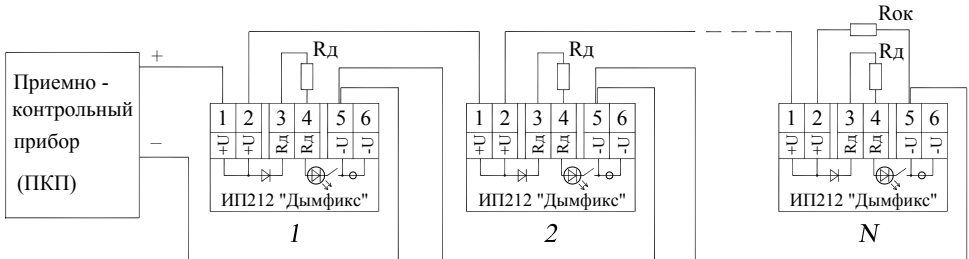 Rок
Rд Rд Rд
+
Приемно -
контрольный
прибор
(ПКП)
–
1 2 3 4 5 6
+U +U Rд Rд -U -U
ИП212 "Дымфикс"
1
1 2 3 4 5 6
+U +U Rд Rд -U -U
ИП212 "Дымфикс"
2
1 2 3 4 5 6
+U +U Rд Rд -U -U
ИП212 "Дымфикс"
N